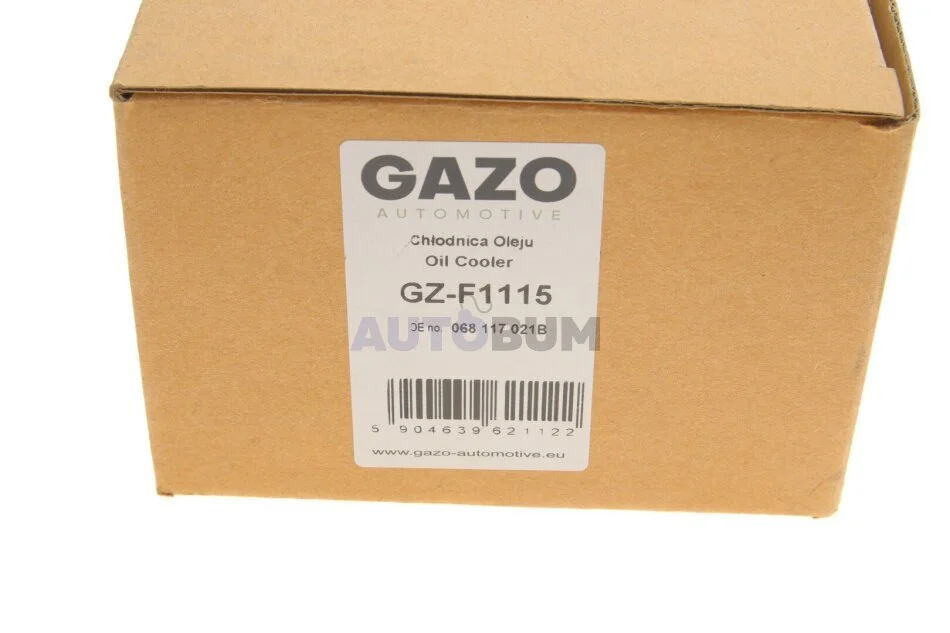 GAZO
AUTOMOTIVE
Chłodnica Oleju
Oil Cooler
GZ-F1115
OE no. 068 117 021B
AUTOBUM
5 904639 621122
www.gazo-automotive.eu